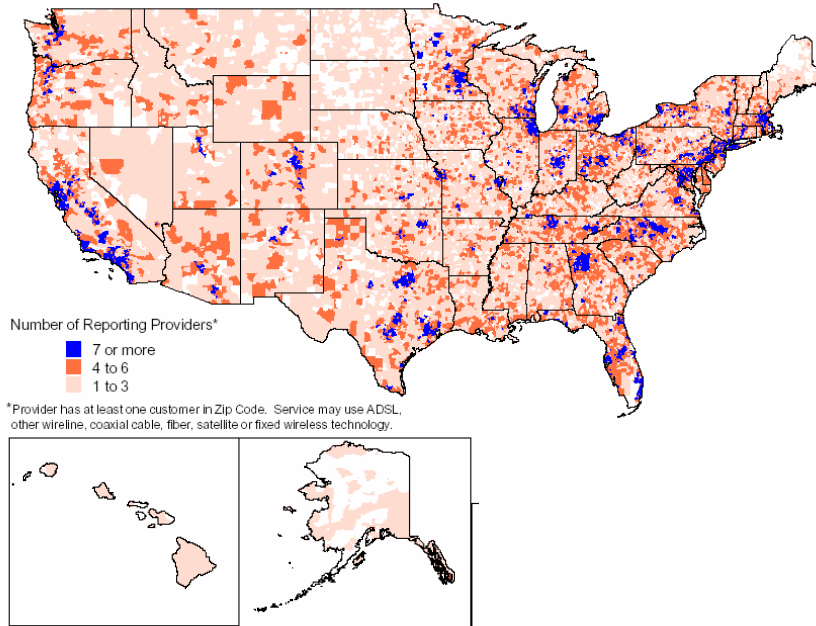 Number of Reporting Providers*
7 or more
4 to 6
1 to 3
*Provider has at least one customer in Zip Code. Service may use ADSL,
other wireline, coaxial cable, fiber, satellite or fixed wireless technology.